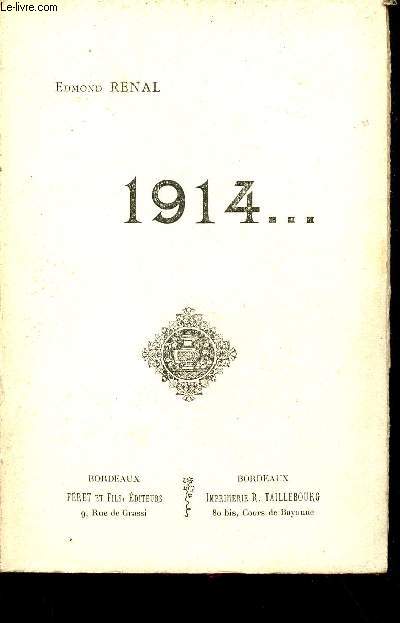 Le-livre.com
EDMOND RENAL
1914...
BORDEAUX
FÉRET ET FILS, ÉDITEURS
9, Rue de Grassi
BORDEAUX
IMPRIMERIE R. TAILLEBOURG
80 bis, Cours de Bayonne